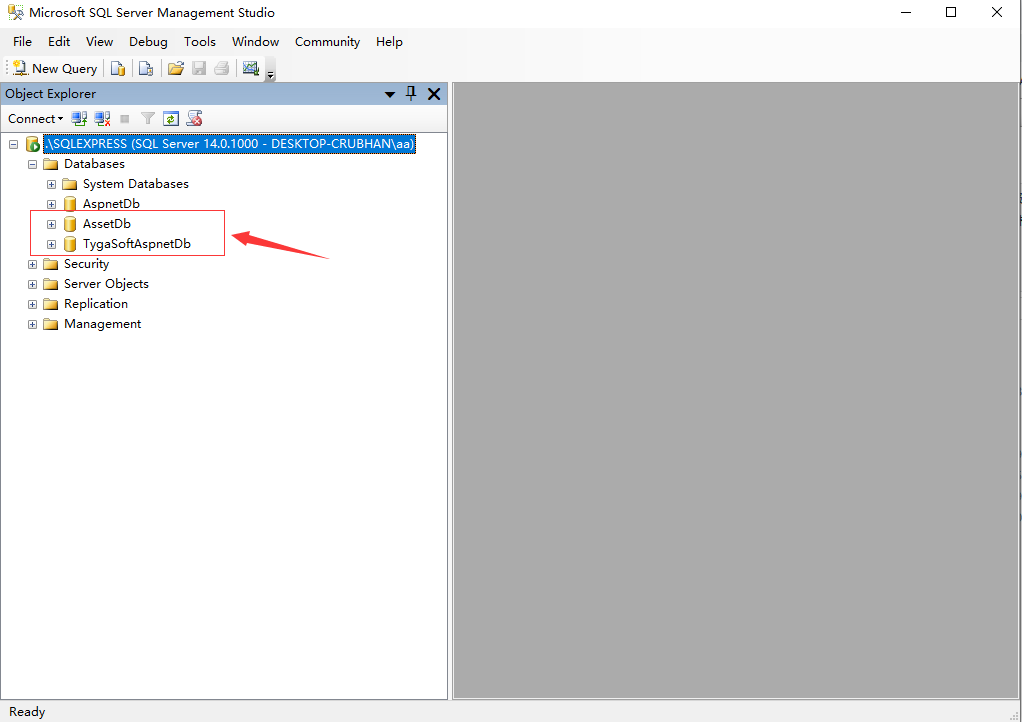 Microsoft SQL Server Management Studio
File Edit View Debug Tools Window Community Help
New Query
Object Explorer
Connect
.\SQLEXPRESS (SQL Server 14.0.1000 - DESKTOP-CRUBHAN\aa)
Databases
System Databases
AspnetDb
AssetDb
TygaSoftAspnetDb
Security
Server Objects
Replication
Management
Ready